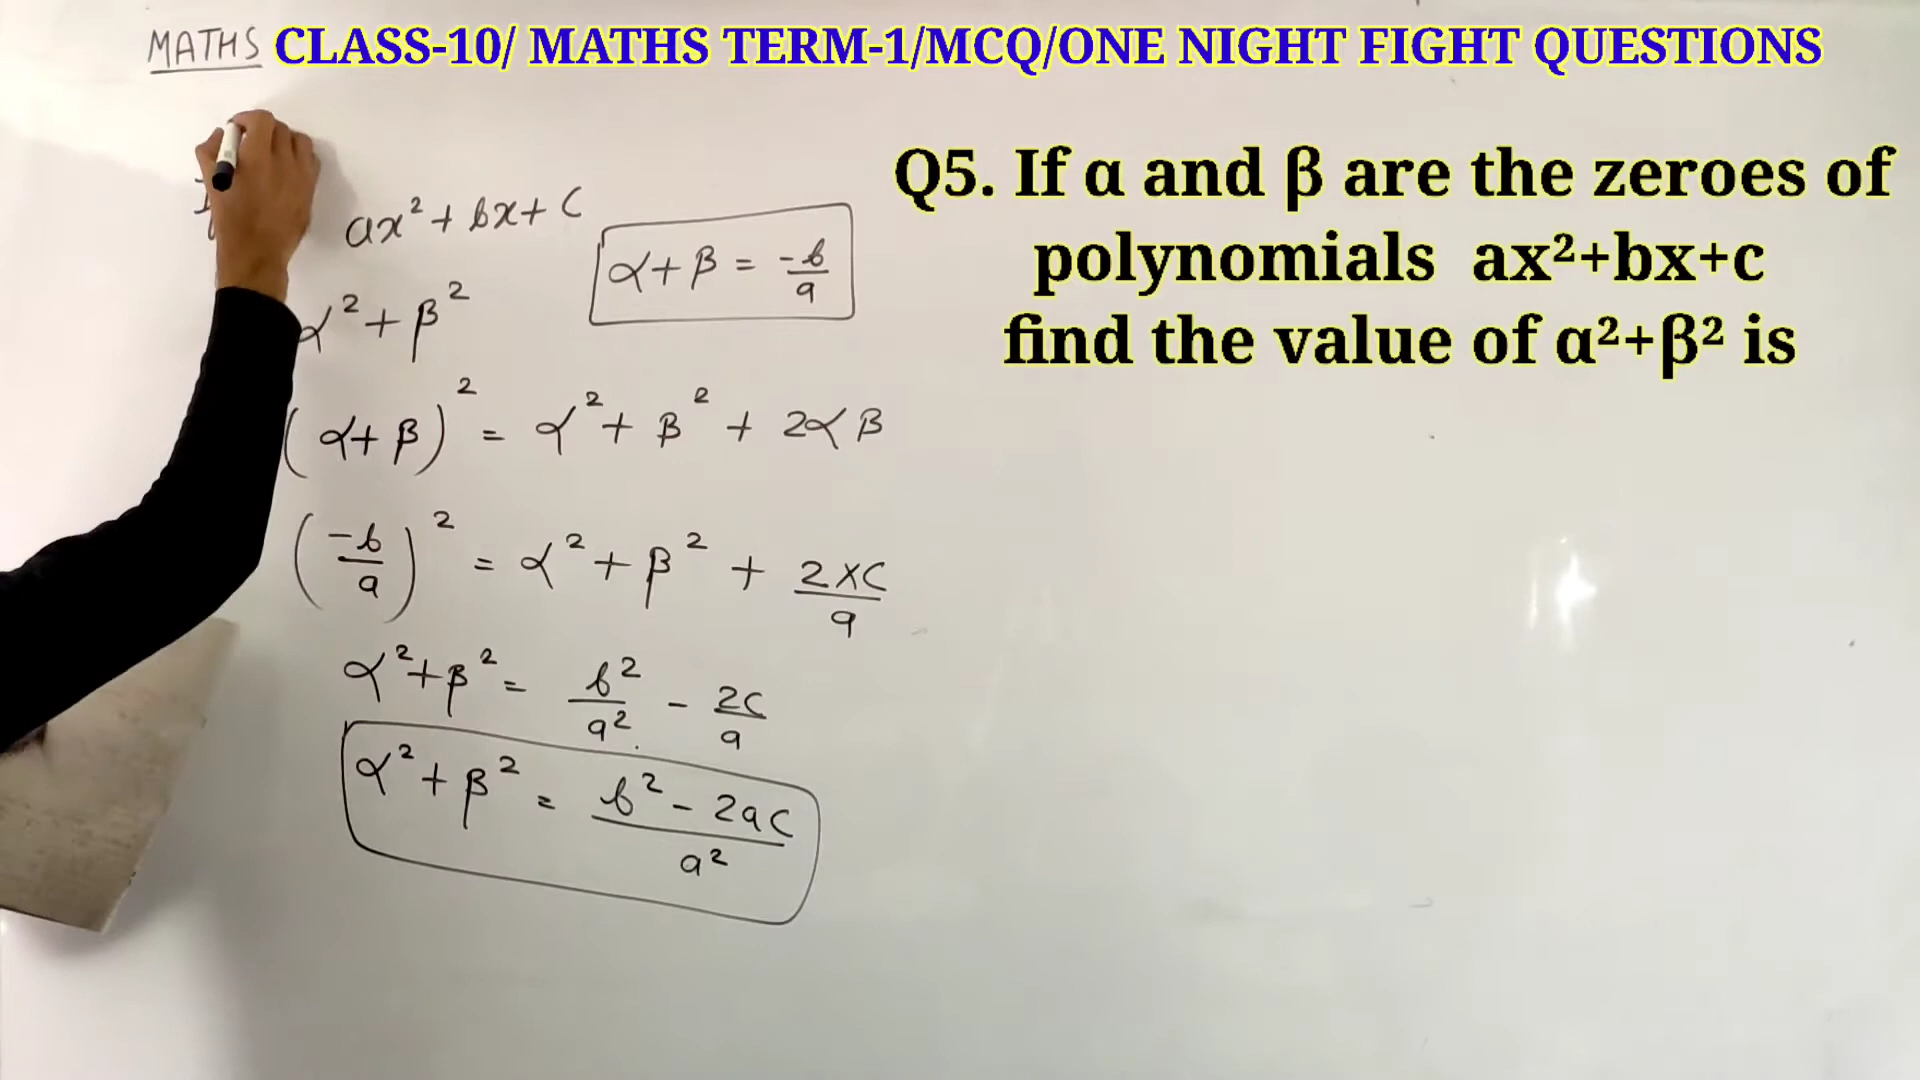 MATHS CLASS-10/ MATHS TERM-1/MCQ/ONE NIGHT FIGHT QUESTIONS
Q5. If α and β are the zeroes of
polynomials ax²+bx+c
find the value of α²+β² is
ax² + bx + c
α + β = -b/a
α² + β²
(α + β)² = α² + β² + 2αβ
(-b/a)² = α² + β² + 2×c/a
α² + β² = b²/a² - 2c/a
α² + β² = b² - 2ac/a²